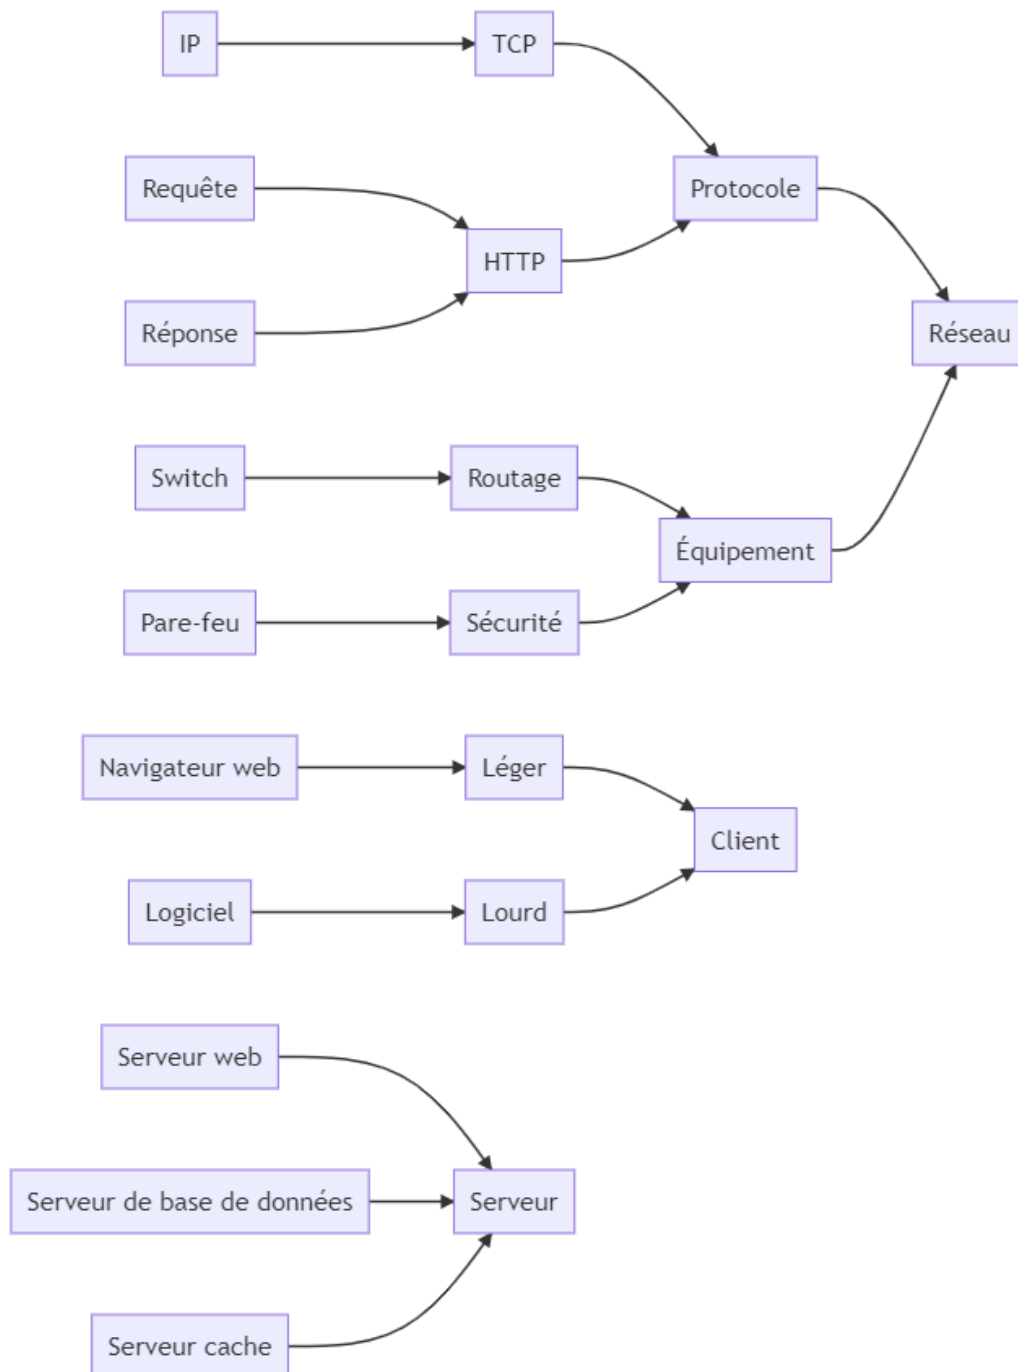 IP
TCP
Requête
Protocole
HTTP
Réponse
Réseau
Switch
Routage
Équipement
Pare-feu
Sécurité
Navigateur web
Léger
Client
Logiciel
Lourd
Serveur web
Serveur de base de données
Serveur
Serveur cache